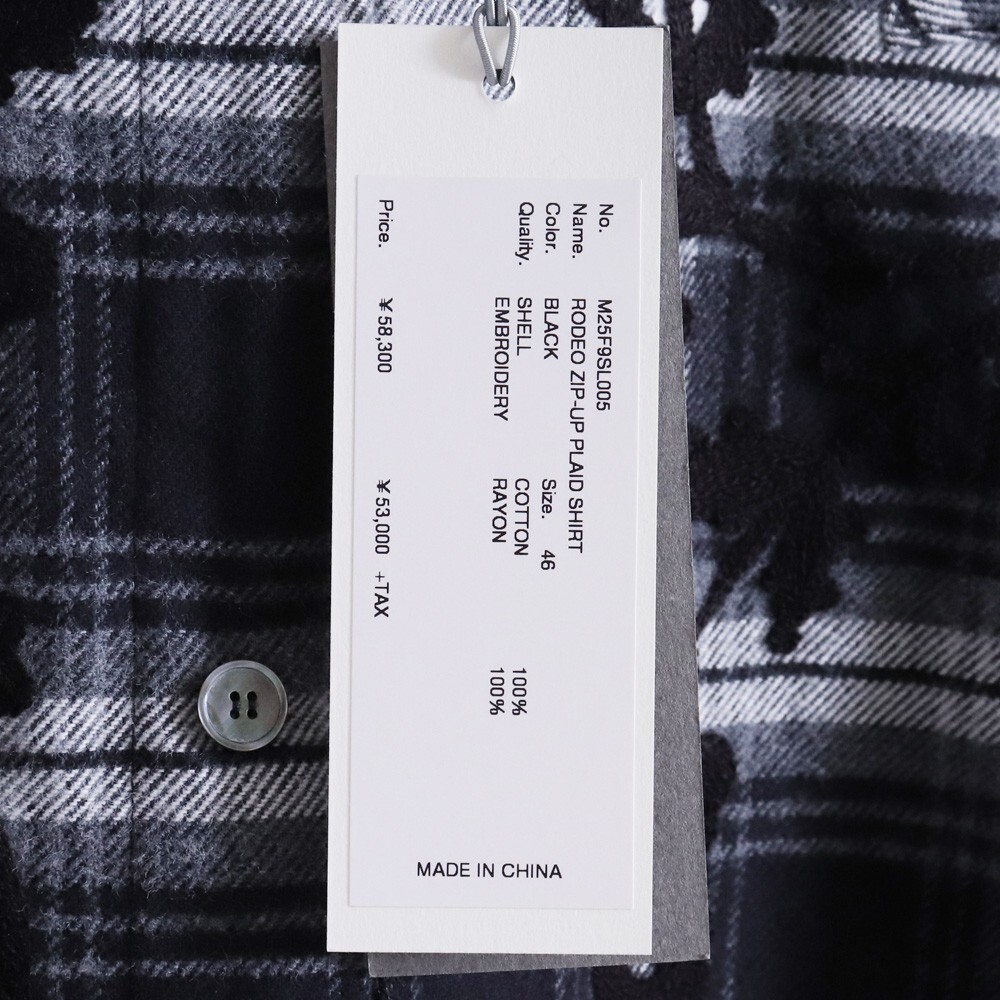 No. M25F9SL005
Name. RODEO ZIP-UP PLAID SHIRT
Color. BLACK Size. 46
Quality. SHELL COTTON 100%
EMBROIDERY RAYON 100%
Price. ¥58,300 ¥53,000 +TAX
MADE IN CHINA